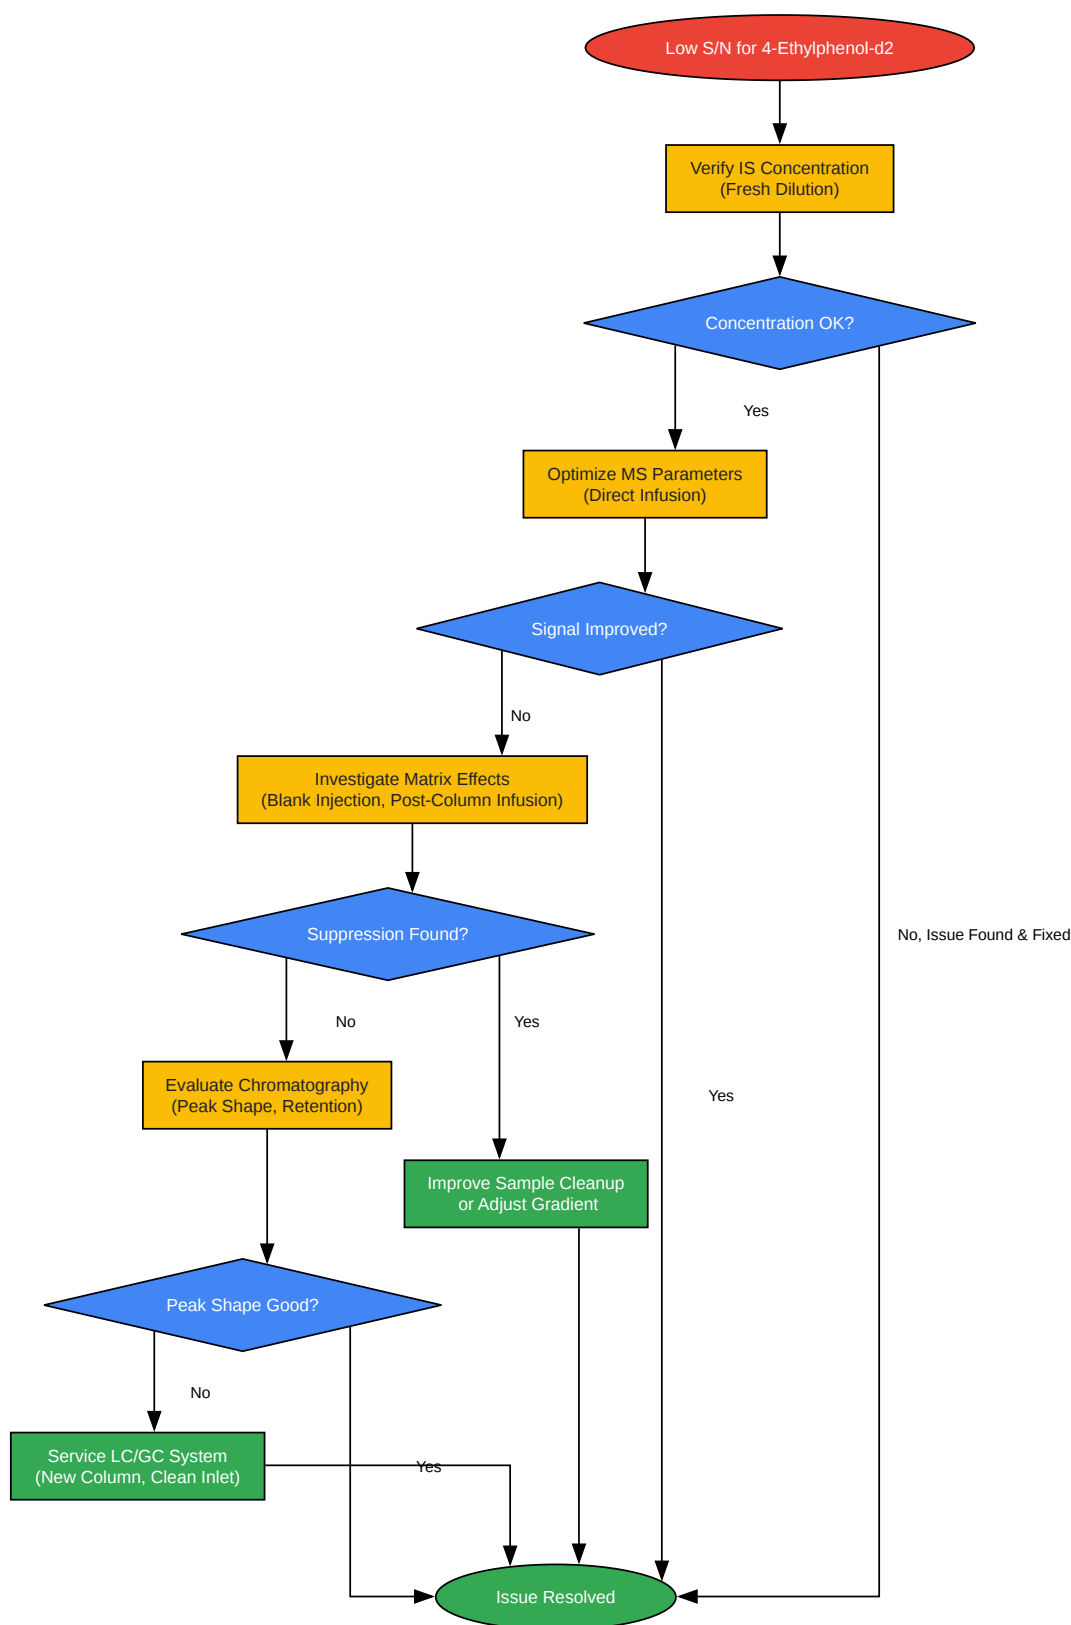 Low S/N for 4-Ethylphenol-d2
Verify IS Concentration
(Fresh Dilution)
Concentration OK?
Yes
Optimize MS Parameters
(Direct Infusion)
Signal Improved?
No
Investigate Matrix Effects
(Blank Injection, Post-Column Infusion)
Suppression Found?
No, Issue Found & Fixed
No
Yes
Evaluate Chromatography
(Peak Shape, Retention)
Yes
Improve Sample Cleanup
or Adjust Gradient
Peak Shape Good?
No
Service LC/GC System
(New Column, Clean Inlet)
Yes
Issue Resolved